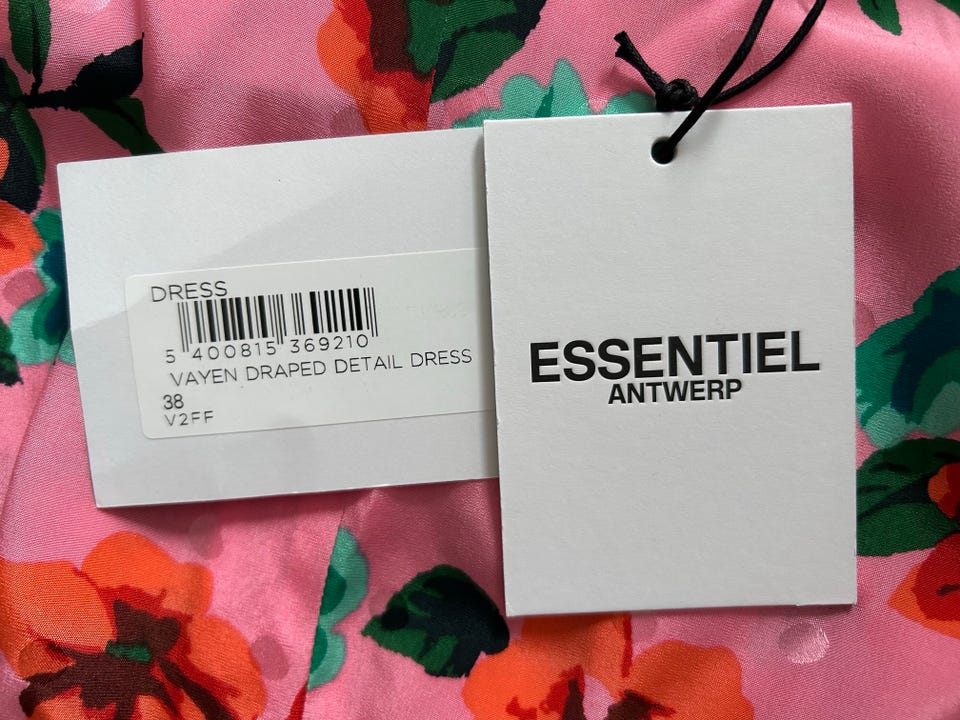 DRESS
5 400815 369210
VAYEN DRAPED DETAIL DRESS
38
V2FF
ESSENTIEL
ANTWERP